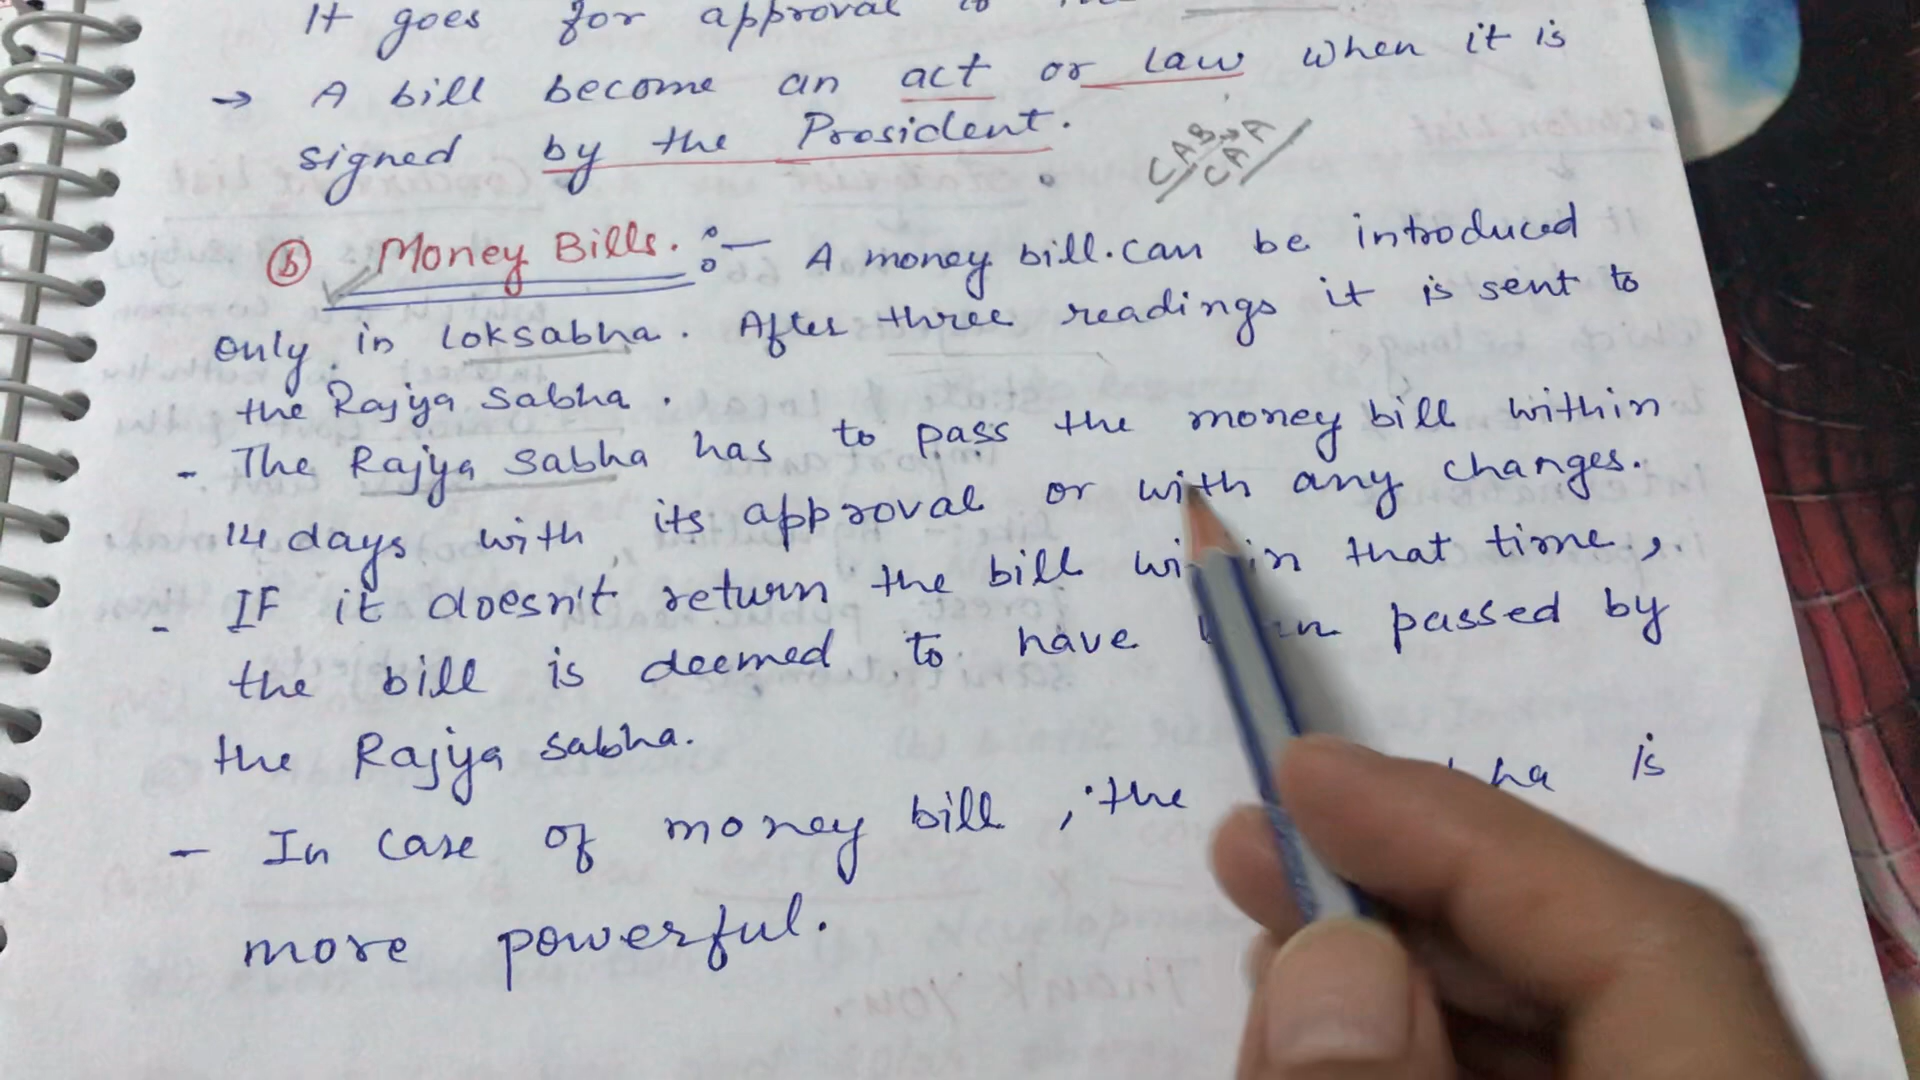 It goes for approval to
→ A bill become an act or law when it is
signed by the President.
CAB → CAA
⑤ Money Bills. :— A money bill can be introduced
only in loksabha. After three readings it is sent to
the Rajya Sabha.
- The Rajya Sabha has to pass the money bill within
14 days with its approval or with any changes.
- IF it doesn't return the bill within that time,
the bill is deemed to have been passed by
the Rajya Sabha.
- In case of money bill, the is
more powerful.
Thank you.